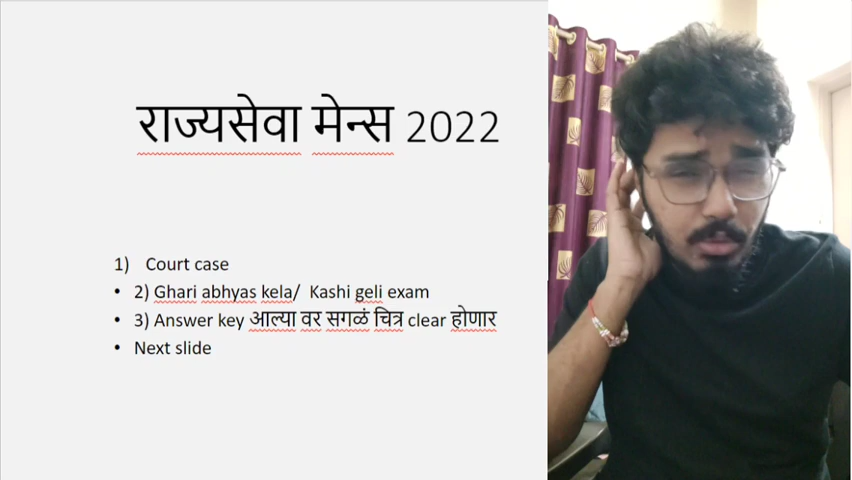 राज्यसेवा मेन्स 2022
1) Court case
• 2) Ghari abhyas kela/ Kashi geli exam
• 3) Answer key आल्या वर सगळं चित्र clear होणार
• Next slide